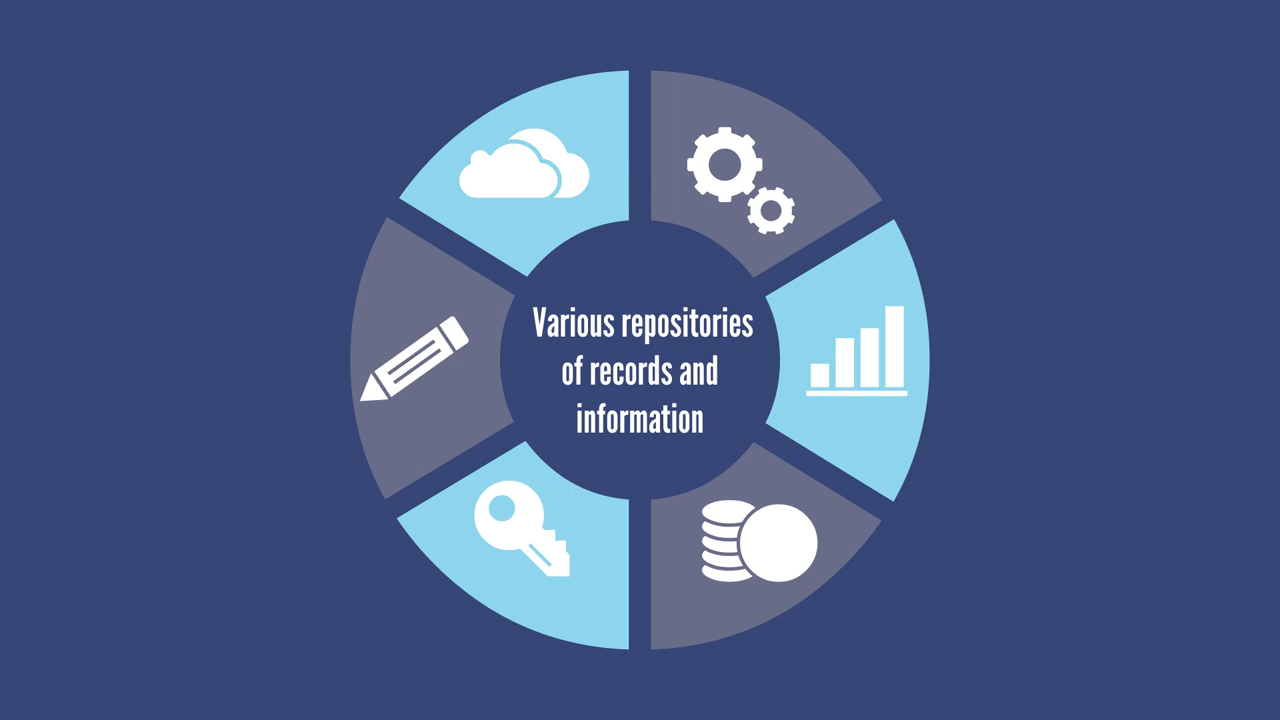 Various repositories
of records and
information